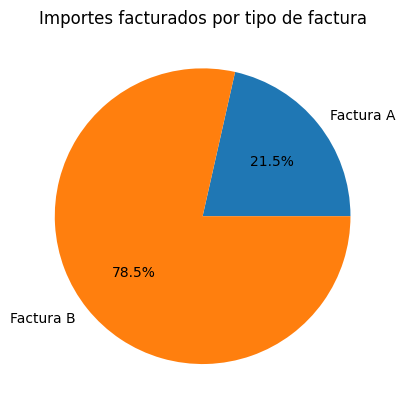 Importes facturados por tipo de factura
Factura A
21.5%
78.5%
Factura B